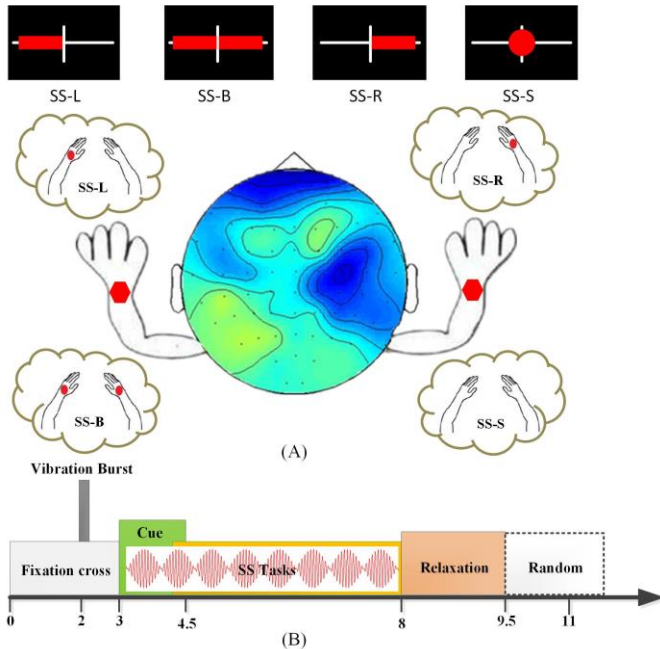 SS-L
SS-B
SS-R
SS-S
SS-L
SS-R
SS-B
SS-S
(A)
Vibration Burst
Cue
Fixation cross
SS Tasks
Relaxation
Random
0
2
3
4.5
8
9.5
11
(B)